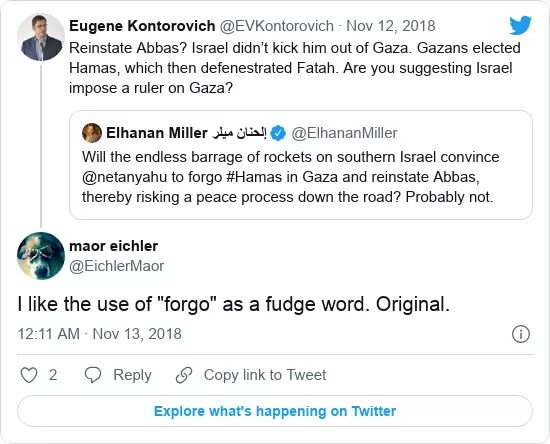 Eugene Kontorovich @EVKontorovich · Nov 12, 2018
Reinstate Abbas? Israel didn’t kick him out of Gaza. Gazans elected
Hamas, which then defenestrated Fatah. Are you suggesting Israel
impose a ruler on Gaza?
Elhanan Miller إلحنان ميلر @ElhananMiller
Will the endless barrage of rockets on southern Israel convince
@netanyahu to forgo #Hamas in Gaza and reinstate Abbas,
thereby risking a peace process down the road? Probably not.
maor eichler
@EichlerMaor
I like the use of "forgo" as a fudge word. Original.
12:11 AM · Nov 13, 2018
2 Reply Copy link to Tweet
Explore what's happening on Twitter